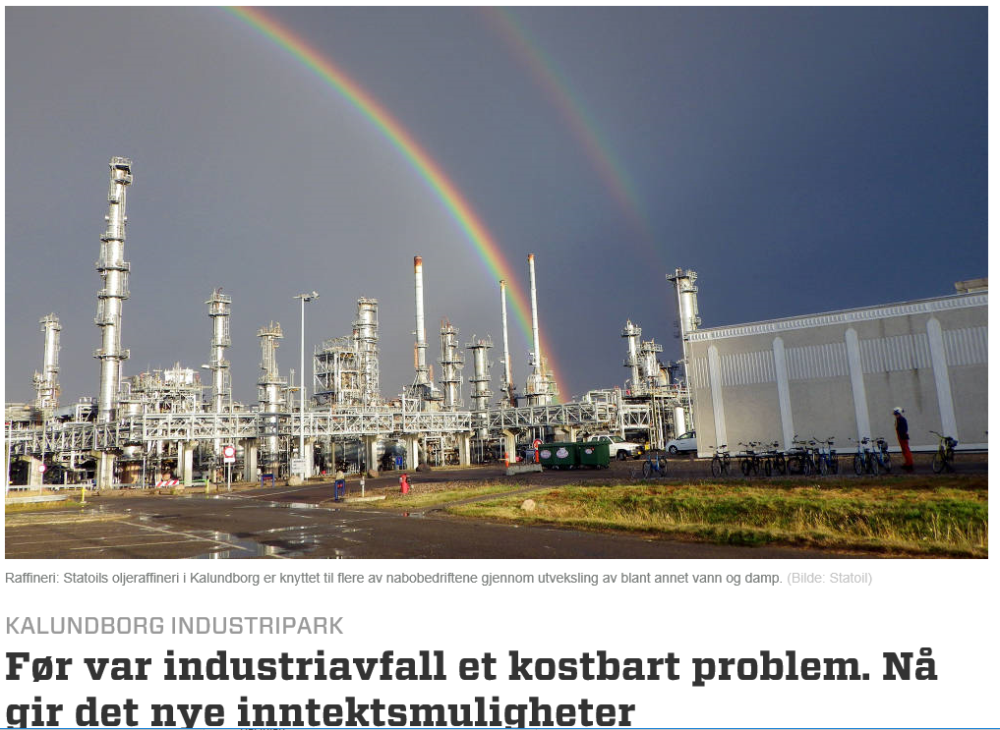 Raffineri: Statoils oljeraffineri i Kalundborg er knyttet til flere av nabobedriftene gjennom utveksling av blant annet vann og damp. (Bilde: Statoil)
KALUNDBORG INDUSTRIPARK
Før var industriavfall et kostbart problem. Nå
gir det nye inntektsmuligheter